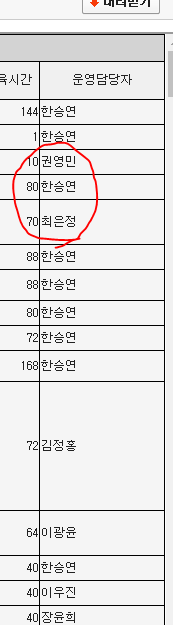 내려받기
육시간 운영담당자
144 한승연
1 한승연
10 권영민
80 한승연
70 최은정
88 한승연
88 한승연
80 한승연
72 한승연
168 한승연
72 김정홍
64 이광윤
40 한승연
40 이우진
40 장윤희